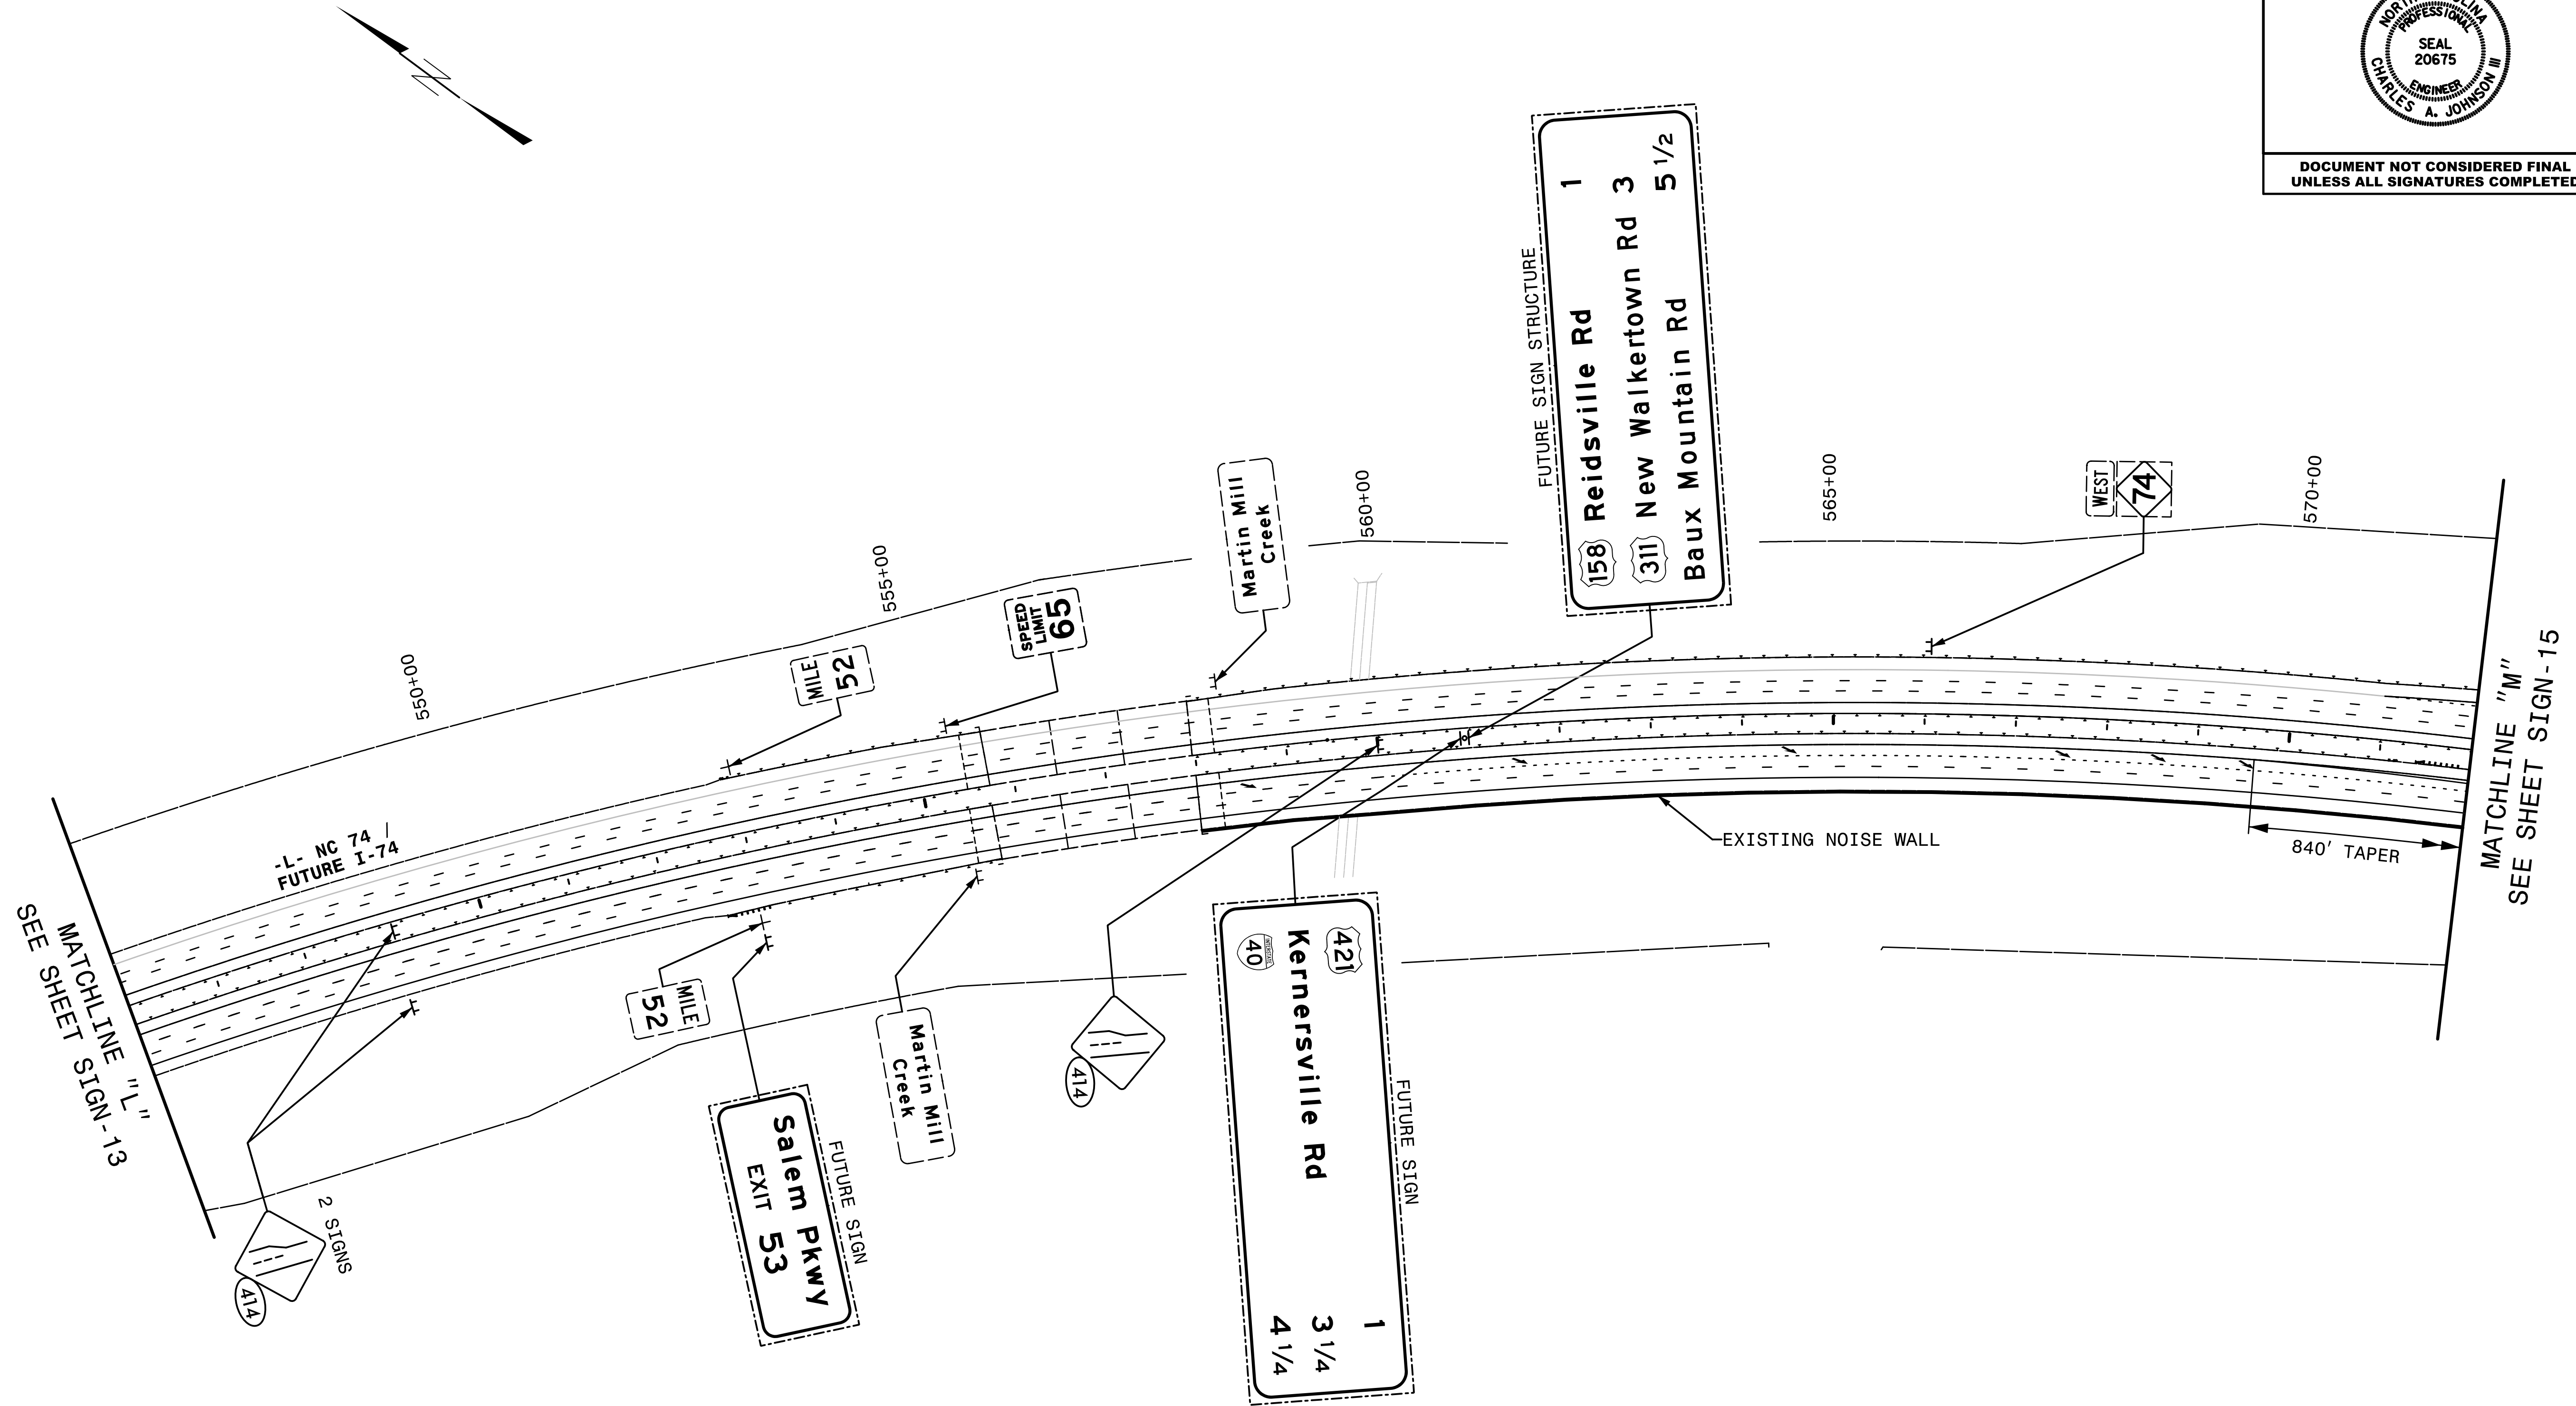 NORTH CAROLINA
PROFESSIONAL
SEAL
20675
ENGINEER
CHARLES A. JOHNSON III
DOCUMENT NOT CONSIDERED FINAL
UNLESS ALL SIGNATURES COMPLETED
N
FUTURE SIGN STRUCTURE
158 Reidsville Rd 1
311 New Walkertown Rd 3
Baux Mountain Rd 5 1/2
550+00
555+00
560+00
565+00
570+00
MILE
52
SPEED
LIMIT
65
Martin Mill
Creek
WEST
74
-L- NC 74
FUTURE I-74
MATCHLINE "L"
SEE SHEET SIGN-13
MATCHLINE "M"
SEE SHEET SIGN-15
EXISTING NOISE WALL
840' TAPER
2 SIGNS
414
MILE
52
FUTURE SIGN
Salem Pkwy
EXIT 53
Martin Mill
Creek
414
FUTURE SIGN
421 1
Kernersville Rd 3 1/4
INTERSTATE
40 4 1/4